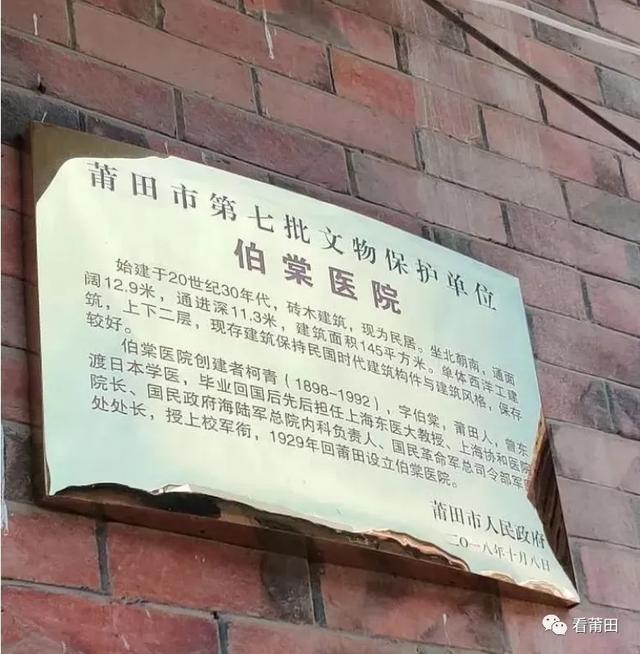 莆田市第七批文物保护单位
伯棠医院
始建于20世纪30年代，砖木建筑，现为民居。坐北朝南，通面
阔12.9米，通进深11.3米，建筑面积145平方米。单体西洋工建
筑，上下二层，现存建筑保持民国时代建筑构件与建筑风格，保存
较好。
伯棠医院创建者柯青（1898-1992），字伯棠，莆田人，曾东
渡日本学医，毕业回国后先后担任上海东医大教授、上海协和医院
院长、国民政府海陆军总院内科负责人、国民革命军总司令部军医
处处长，授上校军衔，1929年回莆田设立伯棠医院。
莆田市人民政府
二〇一八年十月八日
看莆田